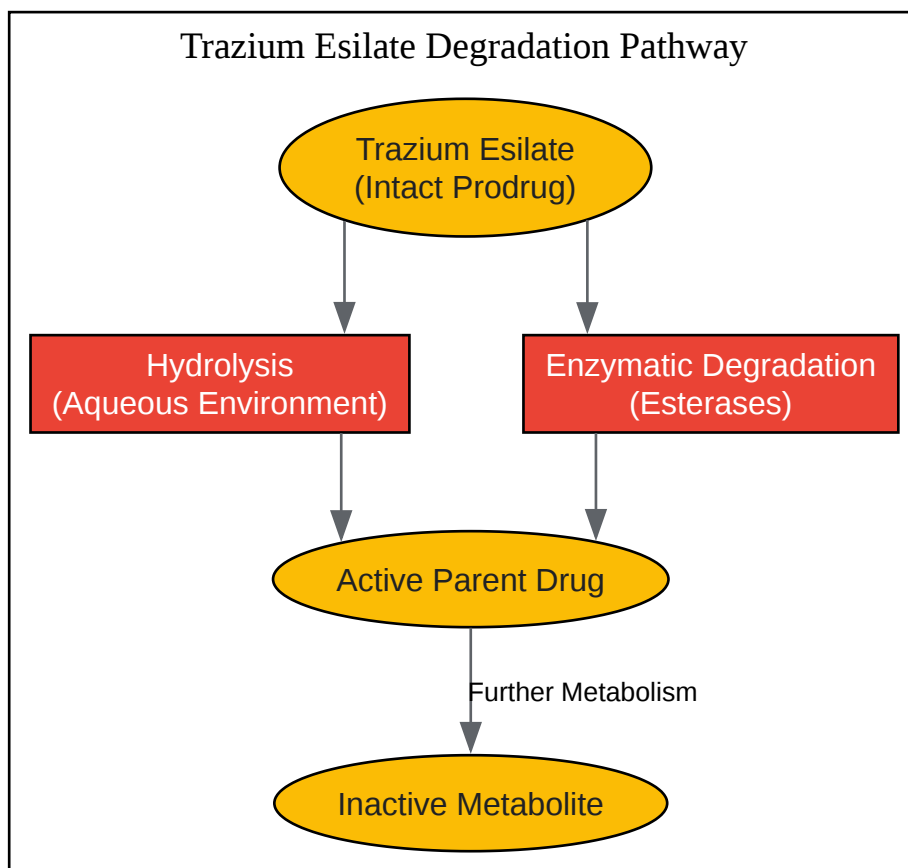 Trazium Esilate Degradation Pathway
Trazium Esilate
(Intact Prodrug)
Hydrolysis
(Aqueous Environment)
Enzymatic Degradation
(Esterases)
Active Parent Drug
Further Metabolism
Inactive Metabolite